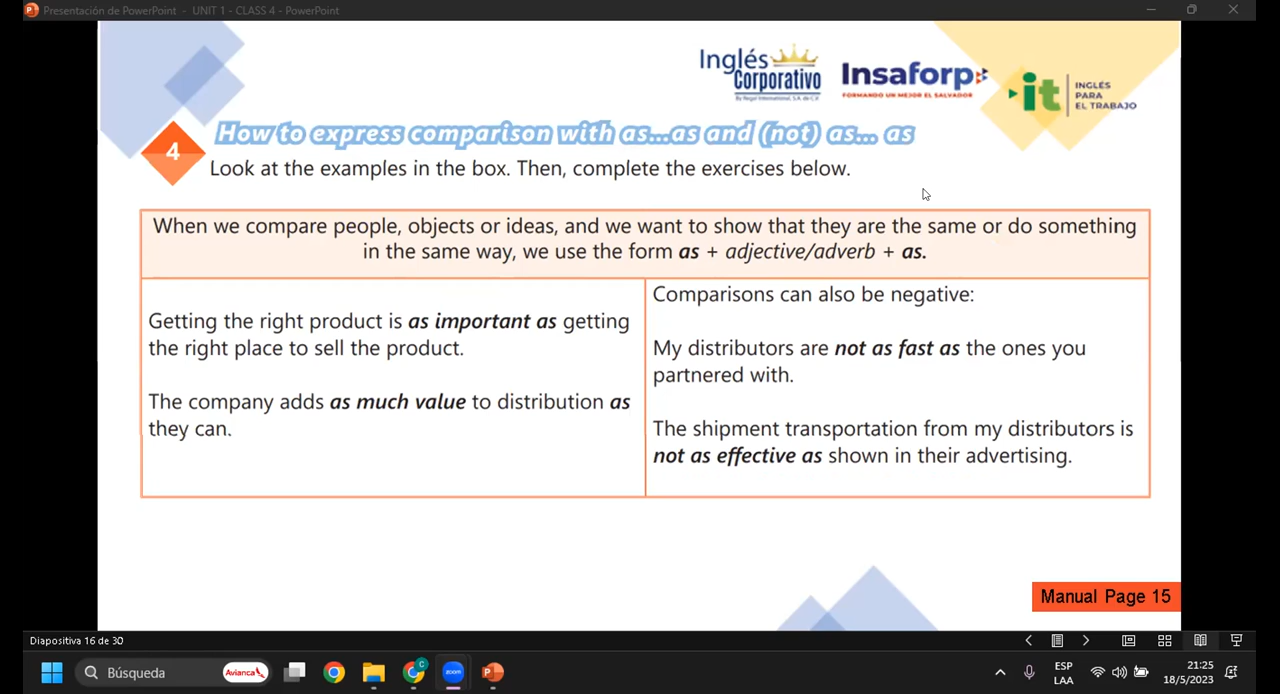 Presentación de PowerPoint - UNIT 1 - CLASS 4 - PowerPoint
Inglés
Corporativo
By Regal International, S.A. de C.V
Insaforp
FORMANDO UN MEJOR EL SALVADOR
it
INGLÉS
PARA
EL TRABAJO
4
How to express comparison with as...as and (not) as... as
Look at the examples in the box. Then, complete the exercises below.
When we compare people, objects or ideas, and we want to show that they are the same or do something
in the same way, we use the form as + adjective/adverb + as.
Getting the right product is as important as getting
the right place to sell the product.
The company adds as much value to distribution as
they can.
Comparisons can also be negative:
My distributors are not as fast as the ones you
partnered with.
The shipment transportation from my distributors is
not as effective as shown in their advertising.
Manual Page 15
Diapositiva 16 de 30
Búsqueda
Avianca
C
zoom
ESP
LAA
21:25
18/5/2023